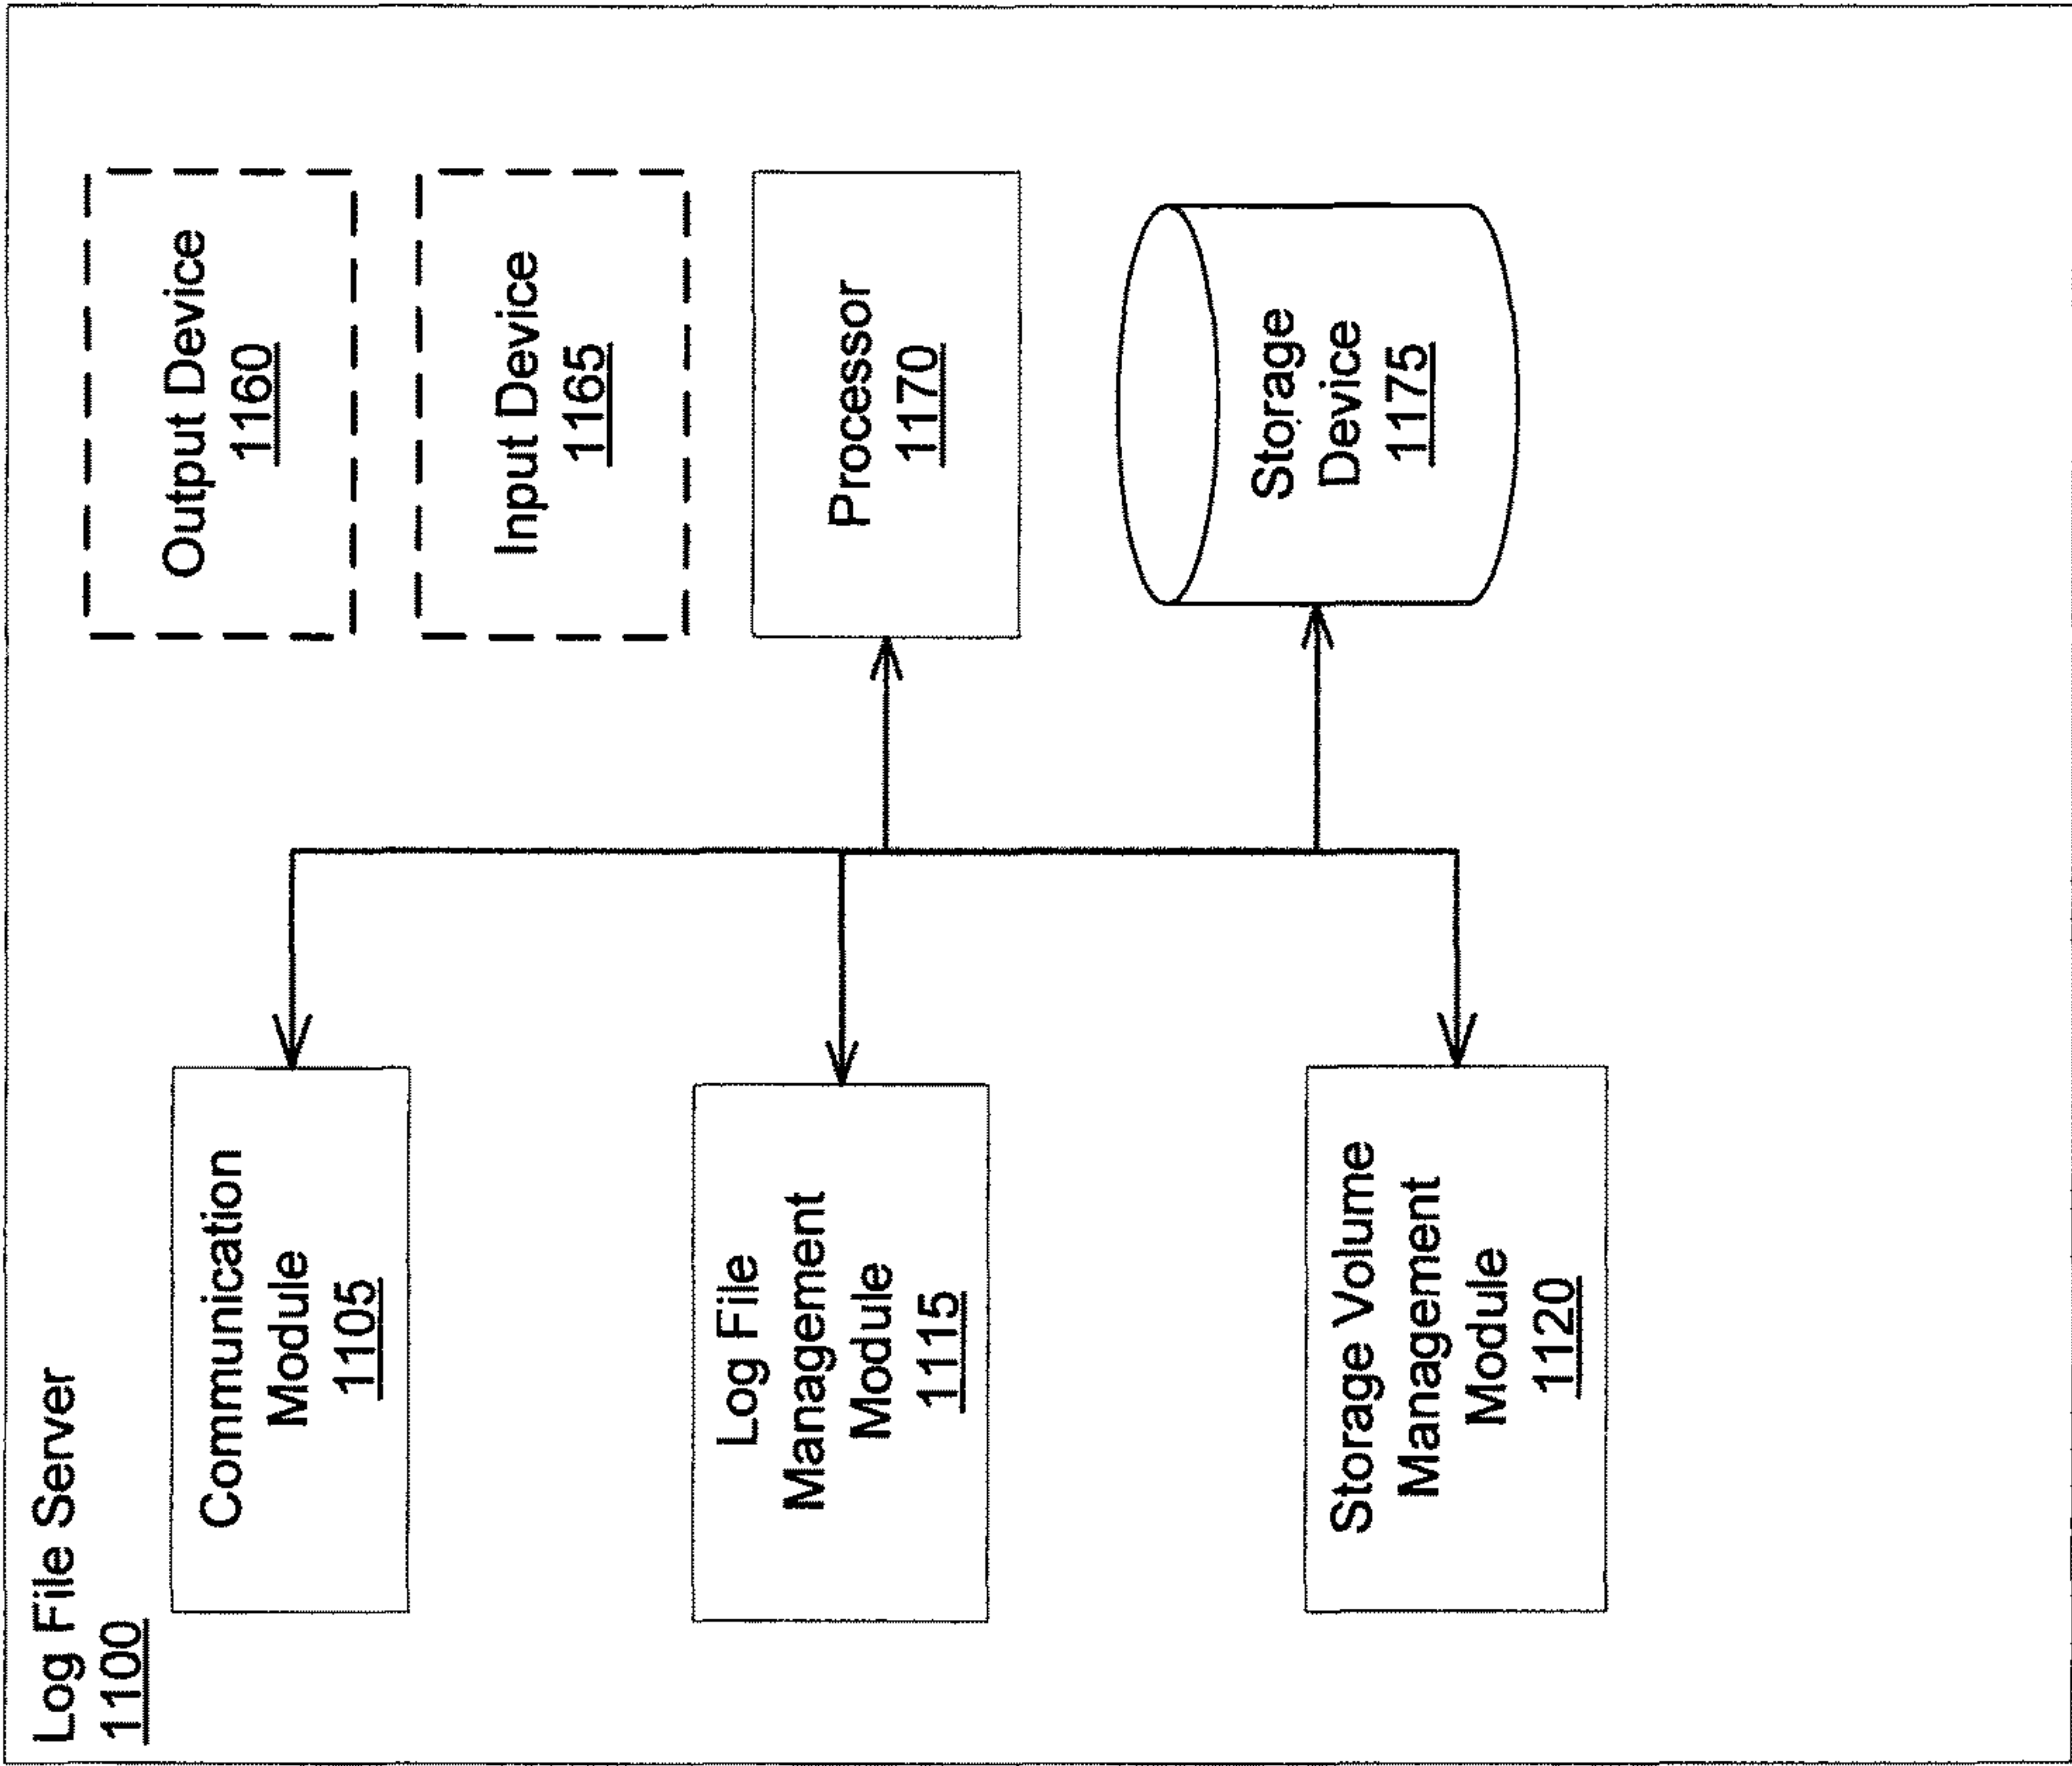 Log File Server
1100
Communication
Module
1105
Log File
Management
Module
1115
Storage Volume
Management
Module
1120
Output Device
1160
Input Device
1165
Processor
1170
Storage
Device
1175